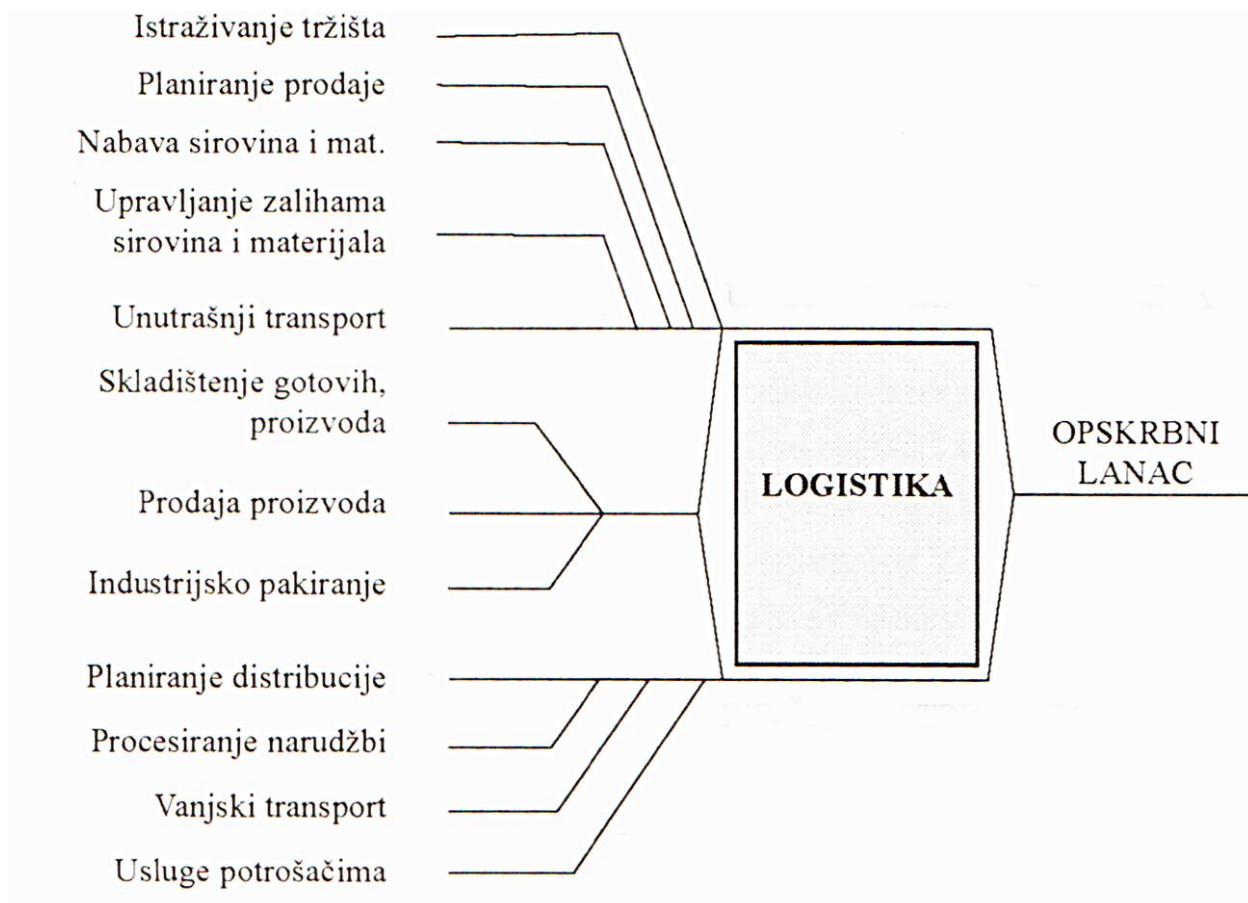 Istraživanje tržišta
Planiranje prodaje
Nabava sirovina i mat.
Upravljanje zalihama
sirovina i materijala
Unutrašnji transport
Skladištenje gotovih,
proizvoda
Prodaja proizvoda
Industrijsko pakiranje
Planiranje distribucije
Procesiranje narudžbi
Vanjski transport
Usluge potrošačima
LOGISTIKA
OPSKRBNI
LANAC